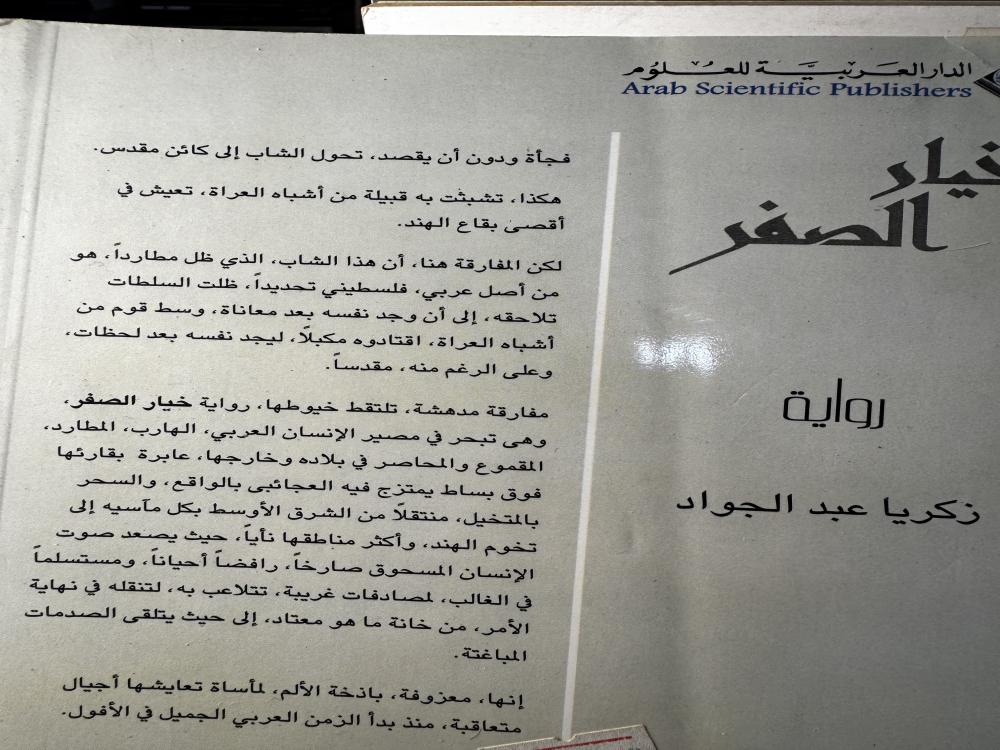 الدار العربية للعلوم
Arab Scientific Publishers
خيار
الصفر
رواية
زكريا عبد الجواد
فجأة ودون أن يقصد، تحول الشاب إلى كائن مقدس.
هكذا، تشبثت به قبيلة من أشباه العراة، تعيش في
أقصى بقاع الهند.
لكن المفارقة هنا، أن هذا الشاب، الذي ظل مطارداً، هو
من أصل عربي، فلسطيني تحديداً، ظلت السلطات
تلاحقه، إلى أن وجد نفسه بعد معاناة، وسط قوم من
أشباه العراة، اقتادوه مكبلاً، ليجد نفسه بعد لحظات،
وعلى الرغم منه، مقدساً.
مفارقة مدهشة، تلتقط خيوطها، رواية خيار الصفر،
وهى تبحر في مصير الإنسان العربي، الهارب، المطارد،
المقموع والمحاصر في بلاده وخارجها، عابرة بقارئها
فوق بساط يمتزج فيه العجائبى بالواقع، والسحر
بالمتخيل، منتقلاً من الشرق الأوسط بكل مآسيه إلى
تخوم الهند، وأكثر مناطقها نأياً، حيث يصعد صوت
الإنسان المسحوق صارخاً، رافضاً أحياناً، ومستسلماً
في الغالب، لمصادفات غريبة، تتلاعب به، لتنقله في نهاية
الأمر، من خانة ما هو معتاد، إلى حيث يتلقى الصدمات
المباغتة.
إنها، معزوفة، باذخة الألم، لمأساة تعايشها أجيال
متعاقبة، منذ بدأ الزمن العربي الجميل في الأفول.